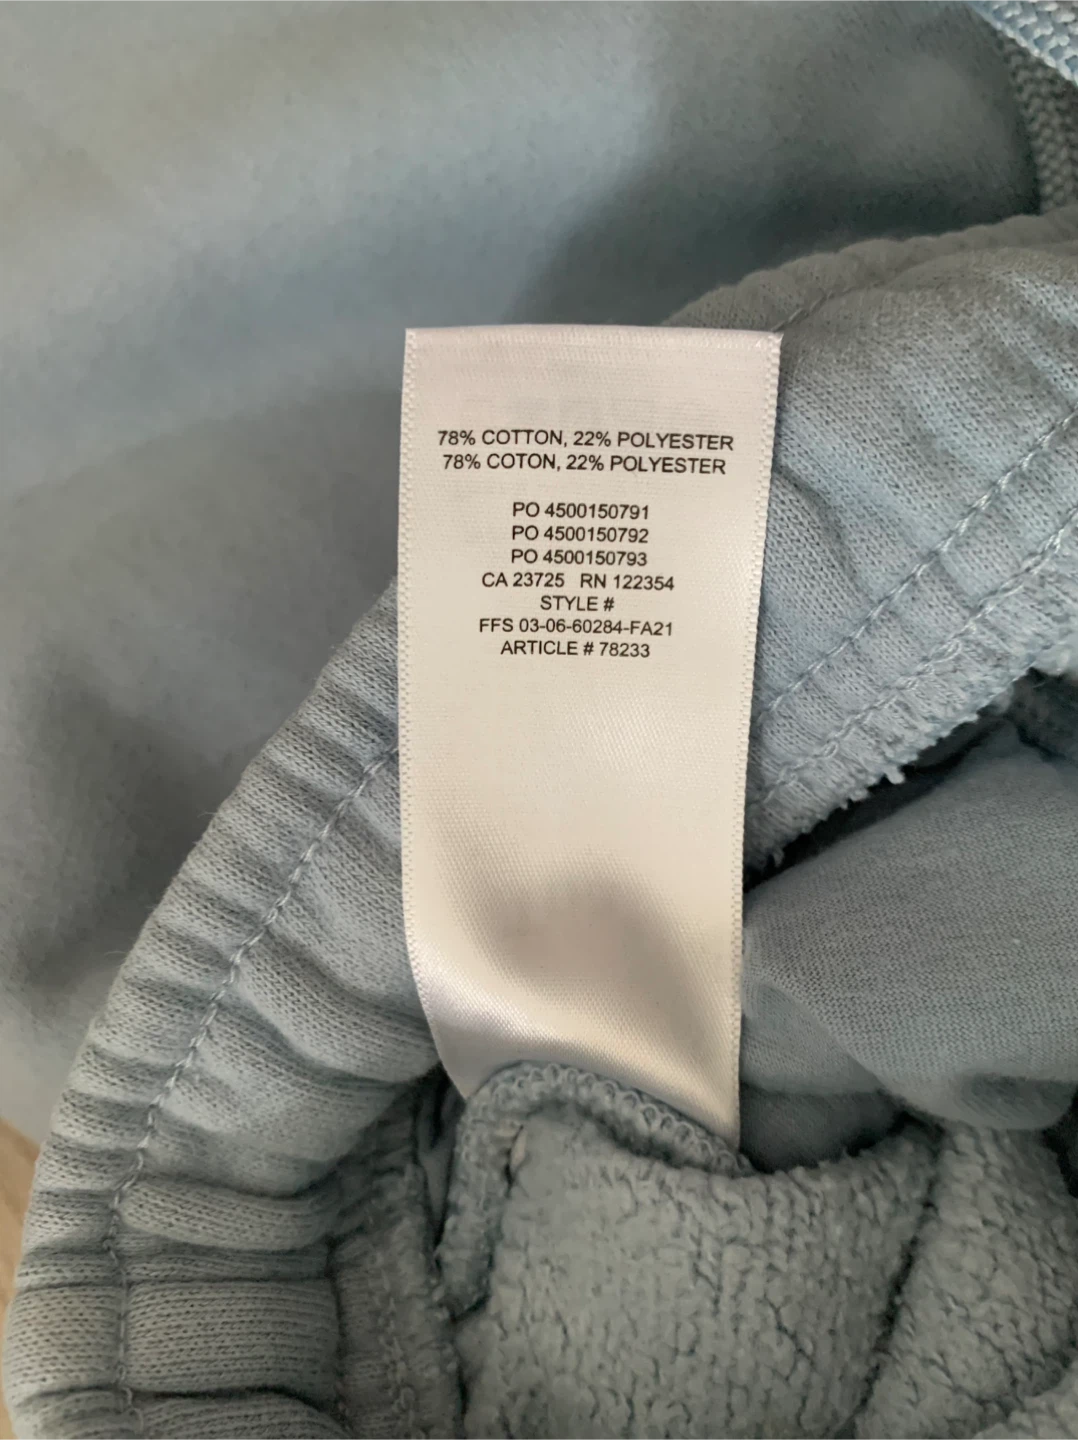 78% COTTON, 22% POLYESTER
78% COTON, 22% POLYESTER
PO 4500150791
PO 4500150792
PO 4500150793
CA 23725 RN 122354
STYLE #
FFS 03-06-60284-FA21
ARTICLE # 78233